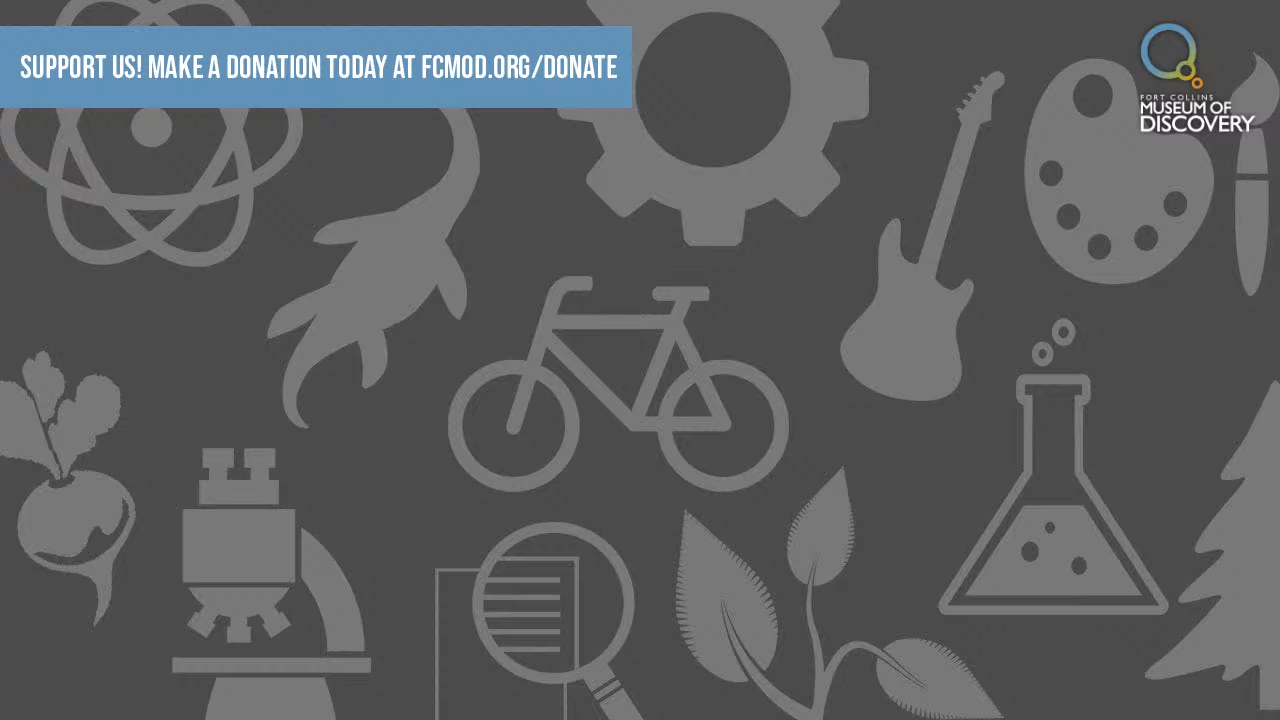 SUPPORT US! MAKE A DONATION TODAY AT FCMOD.ORG/DONATE
FORT COLLINS
MUSEUM OF
DISCOVERY